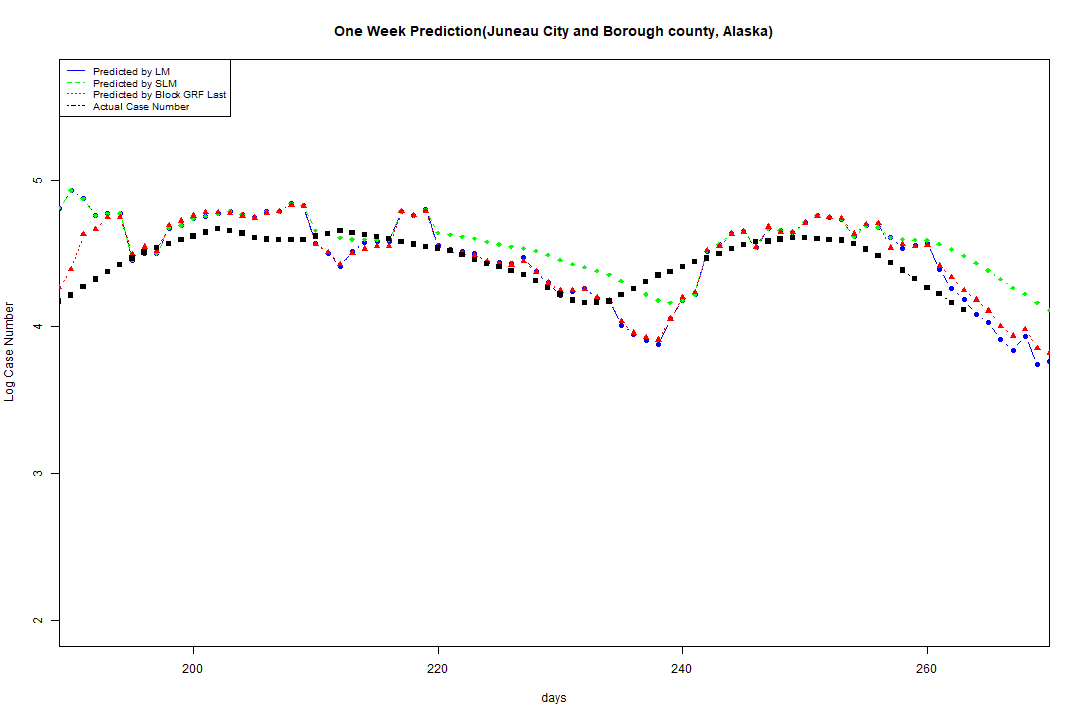 One Week Prediction(Juneau City and Borough county, Alaska)
Predicted by LM
Predicted by SLM
Predicted by Block GRF Last
Actual Case Number
5
4
3
2
Log Case Number
200
220
240
260
days